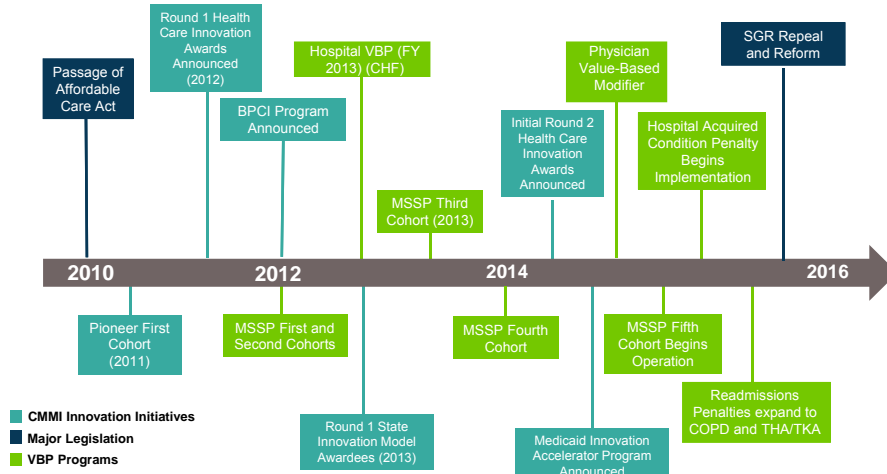 Passage of
Affordable
Care Act
Round 1 Health
Care Innovation
Awards
Announced
(2012)
BPCI Program
Announced
Hospital VBP (FY
2013) (CHF)
MSSP Third
Cohort (2013)
Initial Round 2
Health Care
Innovation
Awards
Announced
Physician
Value-Based
Modifier
Hospital Acquired
Condition Penalty
Begins
Implementation
SGR Repeal
and Reform
2010
2012
2014
2016
Pioneer First
Cohort
(2011)
MSSP First and
Second Cohorts
Round 1 State
Innovation Model
Awardees (2013)
MSSP Fourth
Cohort
Medicaid Innovation
Accelerator Program
Announced
MSSP Fifth
Cohort Begins
Operation
Readmissions
Penalties expand to
COPD and THA/TKA
CMMI Innovation Initiatives
Major Legislation
VBP Programs